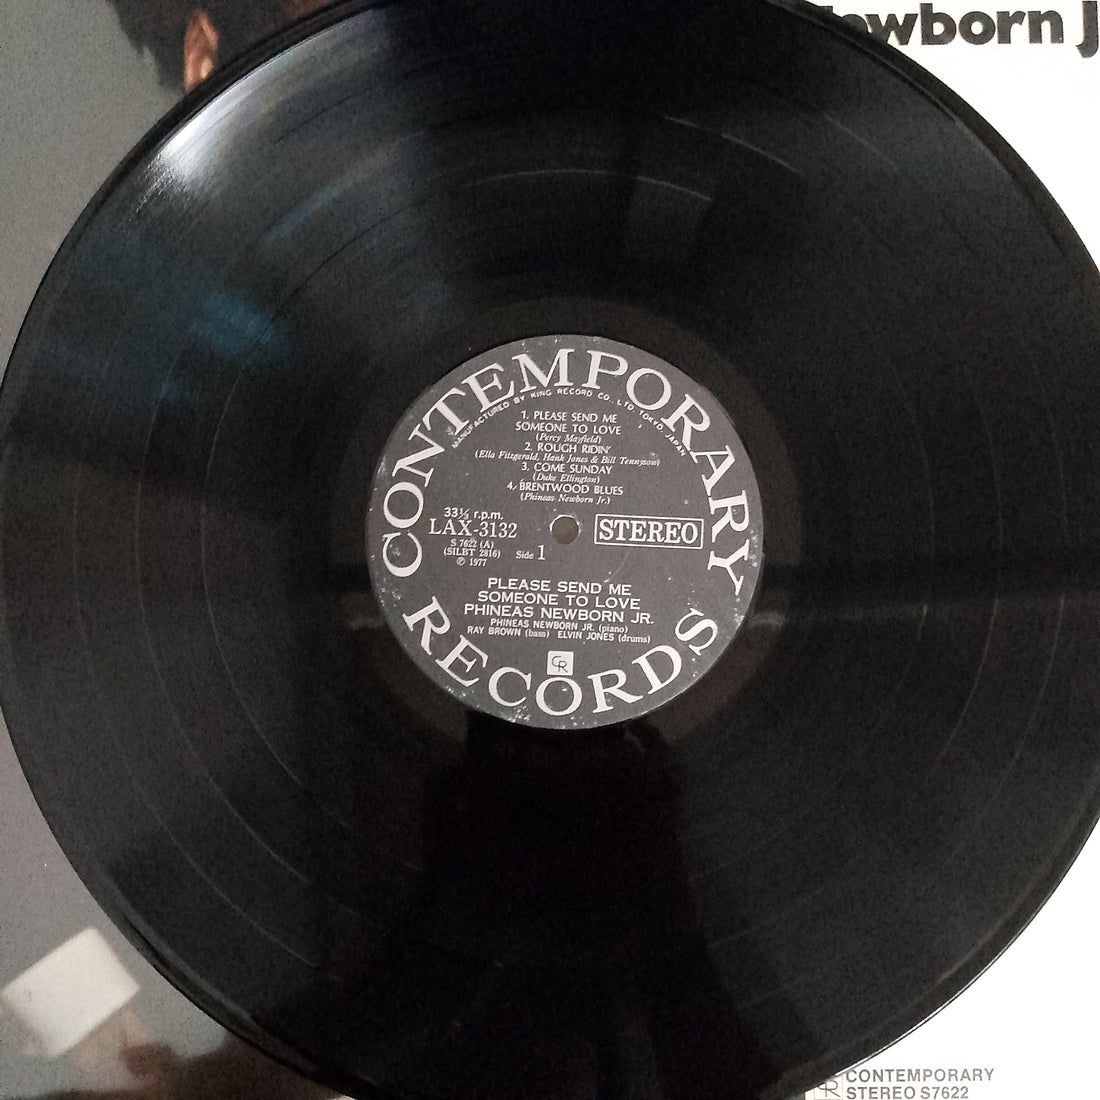 ewborn J
CONTEMPORARY
MANUFACTURED BY KING RECORD CO., LTD. TOKYO, JAPAN
1. PLEASE SEND ME
SOMEONE TO LOVE
(Percy Mayfield)
2. ROUGH RIDIN'
(Ella Fitzgerald, Hank Jones & Bill Tennyson)
3. COME SUNDAY
(Duke Ellington)
4. BRENTWOOD BLUES
(Phineas Newborn Jr.)
33⅓ r.p.m.
LAX-3132
STEREO
S 7622 (A)
(SILBT 2816)
Side 1
℗ 1977
PLEASE SEND ME
SOMEONE TO LOVE
PHINEAS NEWBORN JR.
PHINEAS NEWBORN JR. (piano)
RAY BROWN (bass) ELVIN JONES (drums)
CR
RECORDS
CR
CONTEMPORARY
STEREO S7622